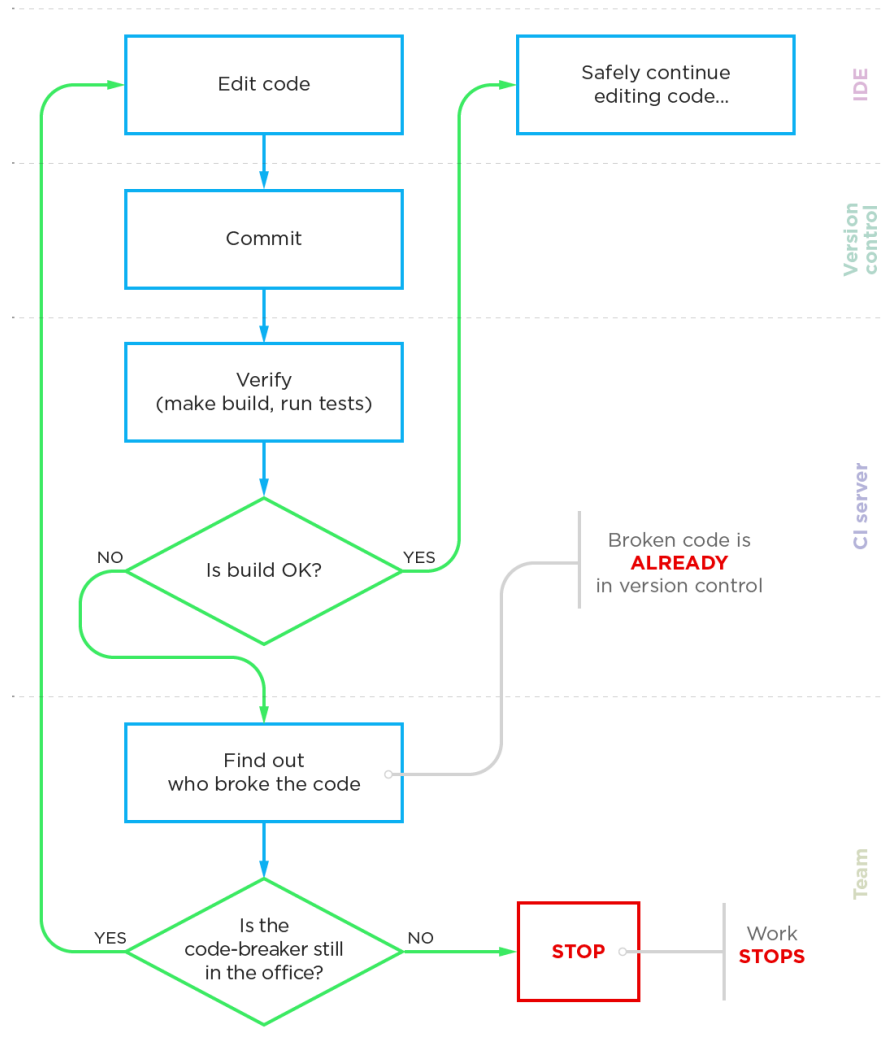 Edit code
Safely continue
editing code...
IDE
Commit
Version
control
Verify
(make build, run tests)
CI server
Is build OK?
NO
YES
Broken code is
ALREADY
in version control
Find out
who broke the code
Team
Is the
code-breaker still
in the office?
YES
NO
STOP
Work
STOPS